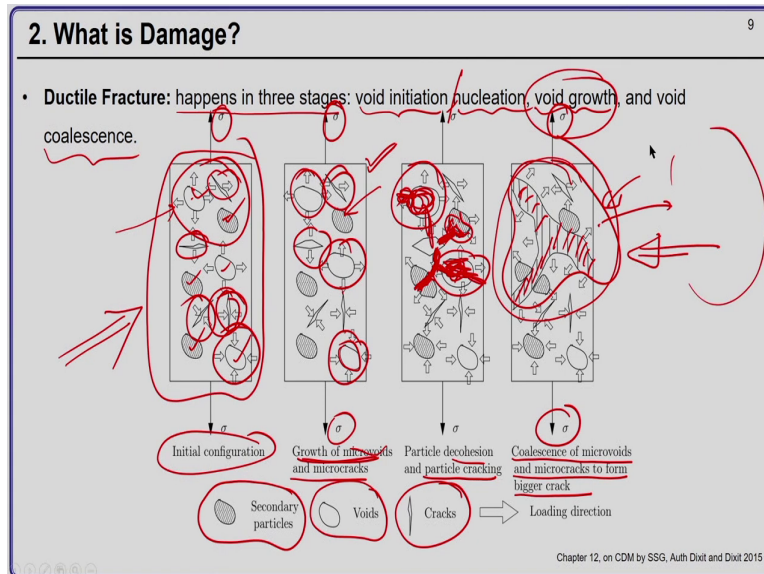 9
2. What is Damage?
• Ductile Fracture: happens in three stages: void initiation/nucleation, void growth, and void
coalescence.
σ σ σ σ
σ σ σ σ
Initial configuration
Growth of microvoids
and microcracks
Particle decohesion
and particle cracking
Coalescence of microvoids
and microcracks to form
bigger crack
Secondary
particles
Voids
Cracks
Loading direction
Chapter 12, on CDM by SSG, Auth Dixit and Dixit 2015